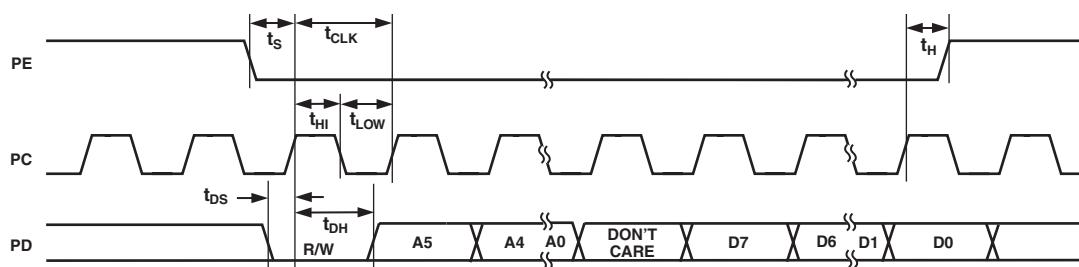 tS
tCLK
tH
PE
tHI
tLOW
PC
tDS
tDH
PD
R/W
A5
A4
A0
DON'T
CARE
D7
D6
D1
D0